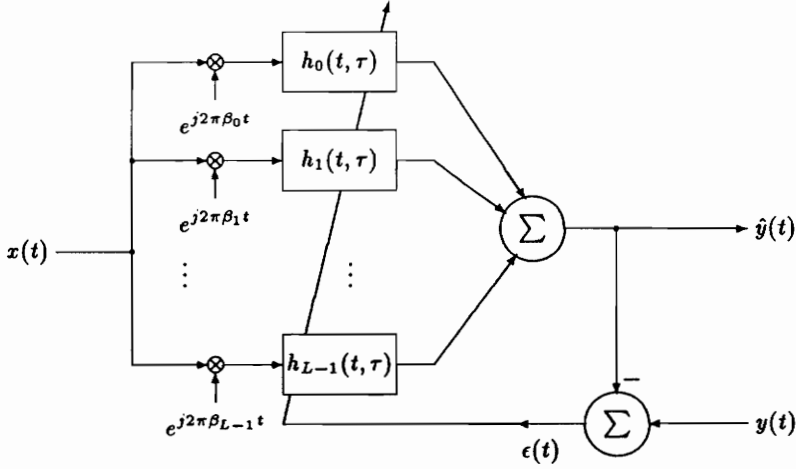 h₀(t, τ)
e^{j2πβ₀t}
h₁(t, τ)
e^{j2πβ₁t}
x(t)
Σ
ŷ(t)
⋮
⋮
h_{L−1}(t, τ)
e^{j2πβ_{L−1}t}
−
Σ
y(t)
ϵ(t)